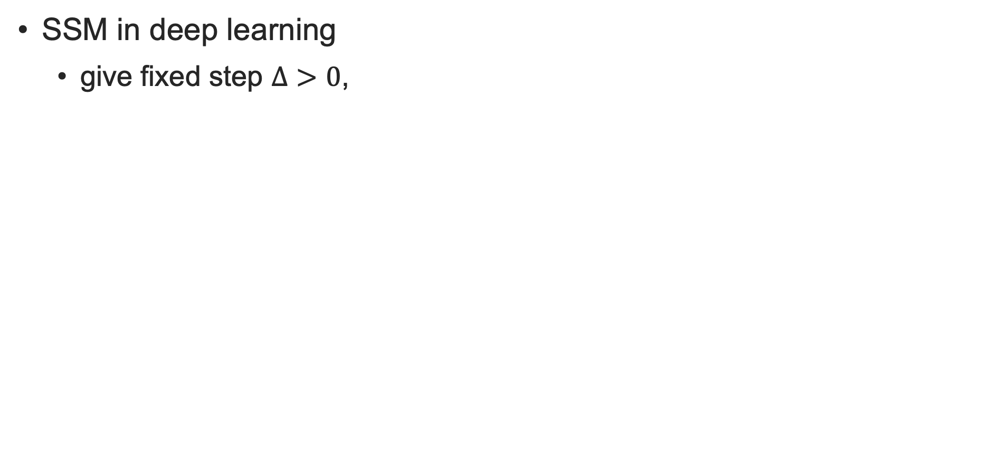 • SSM in deep learning
• give fixed step Δ > 0,